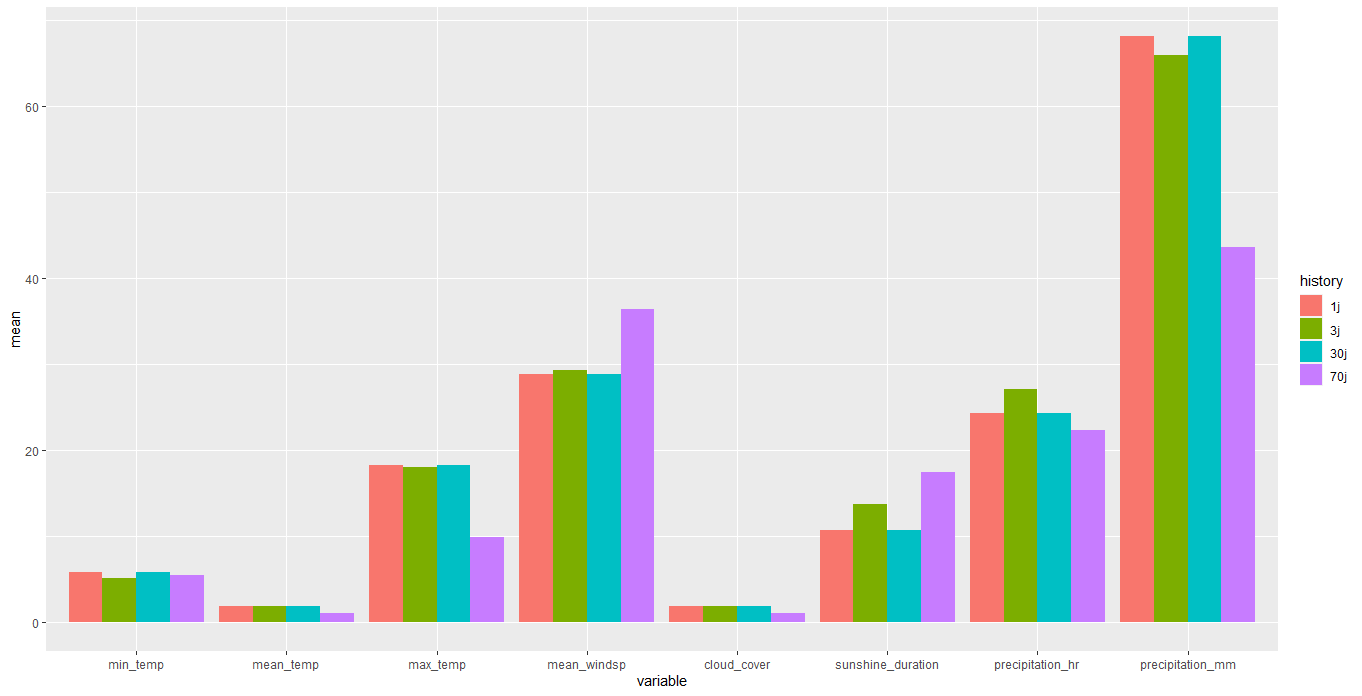 mean
60
40
20
0
min_temp mean_temp max_temp mean_windsp cloud_cover sunshine_duration precipitation_hr precipitation_mm
variable
history
1j
3j
30j
70j